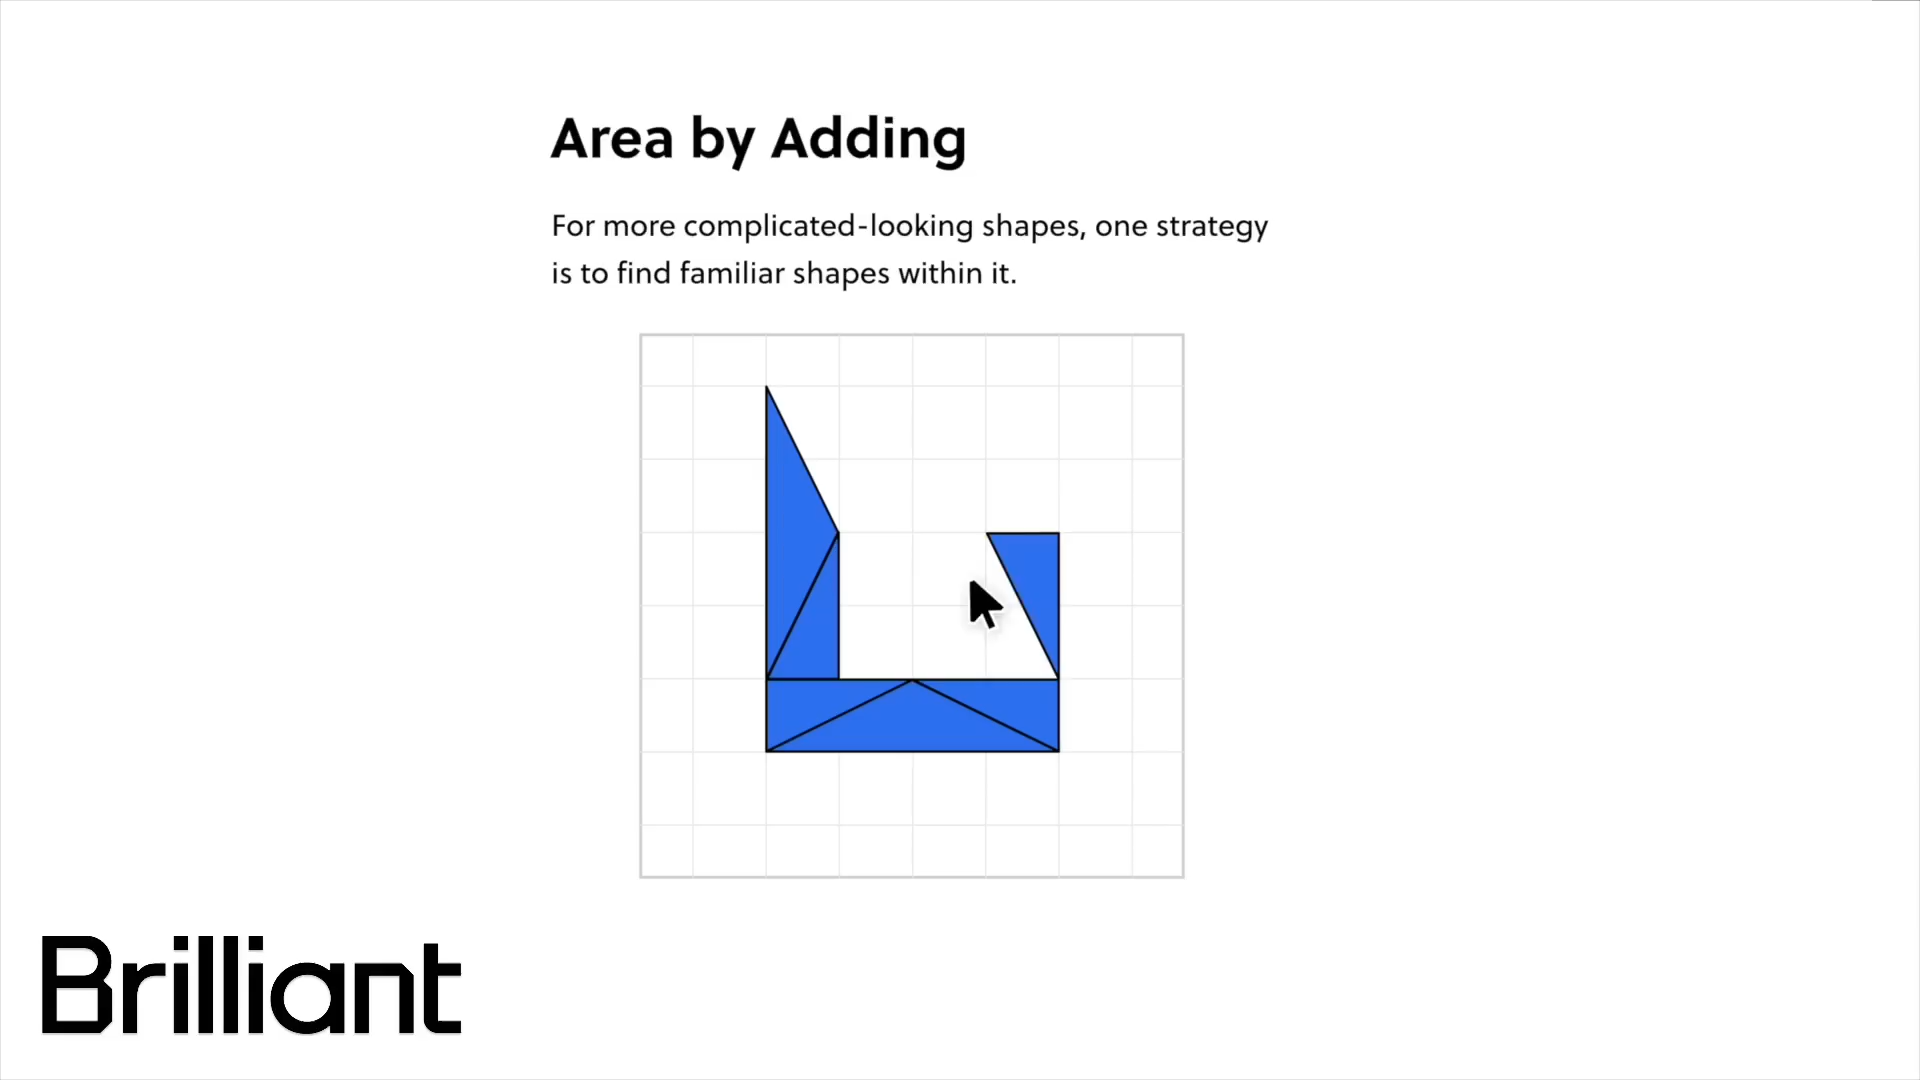 Area by Adding
For more complicated-looking shapes, one strategy
is to find familiar shapes within it.
Brilliant